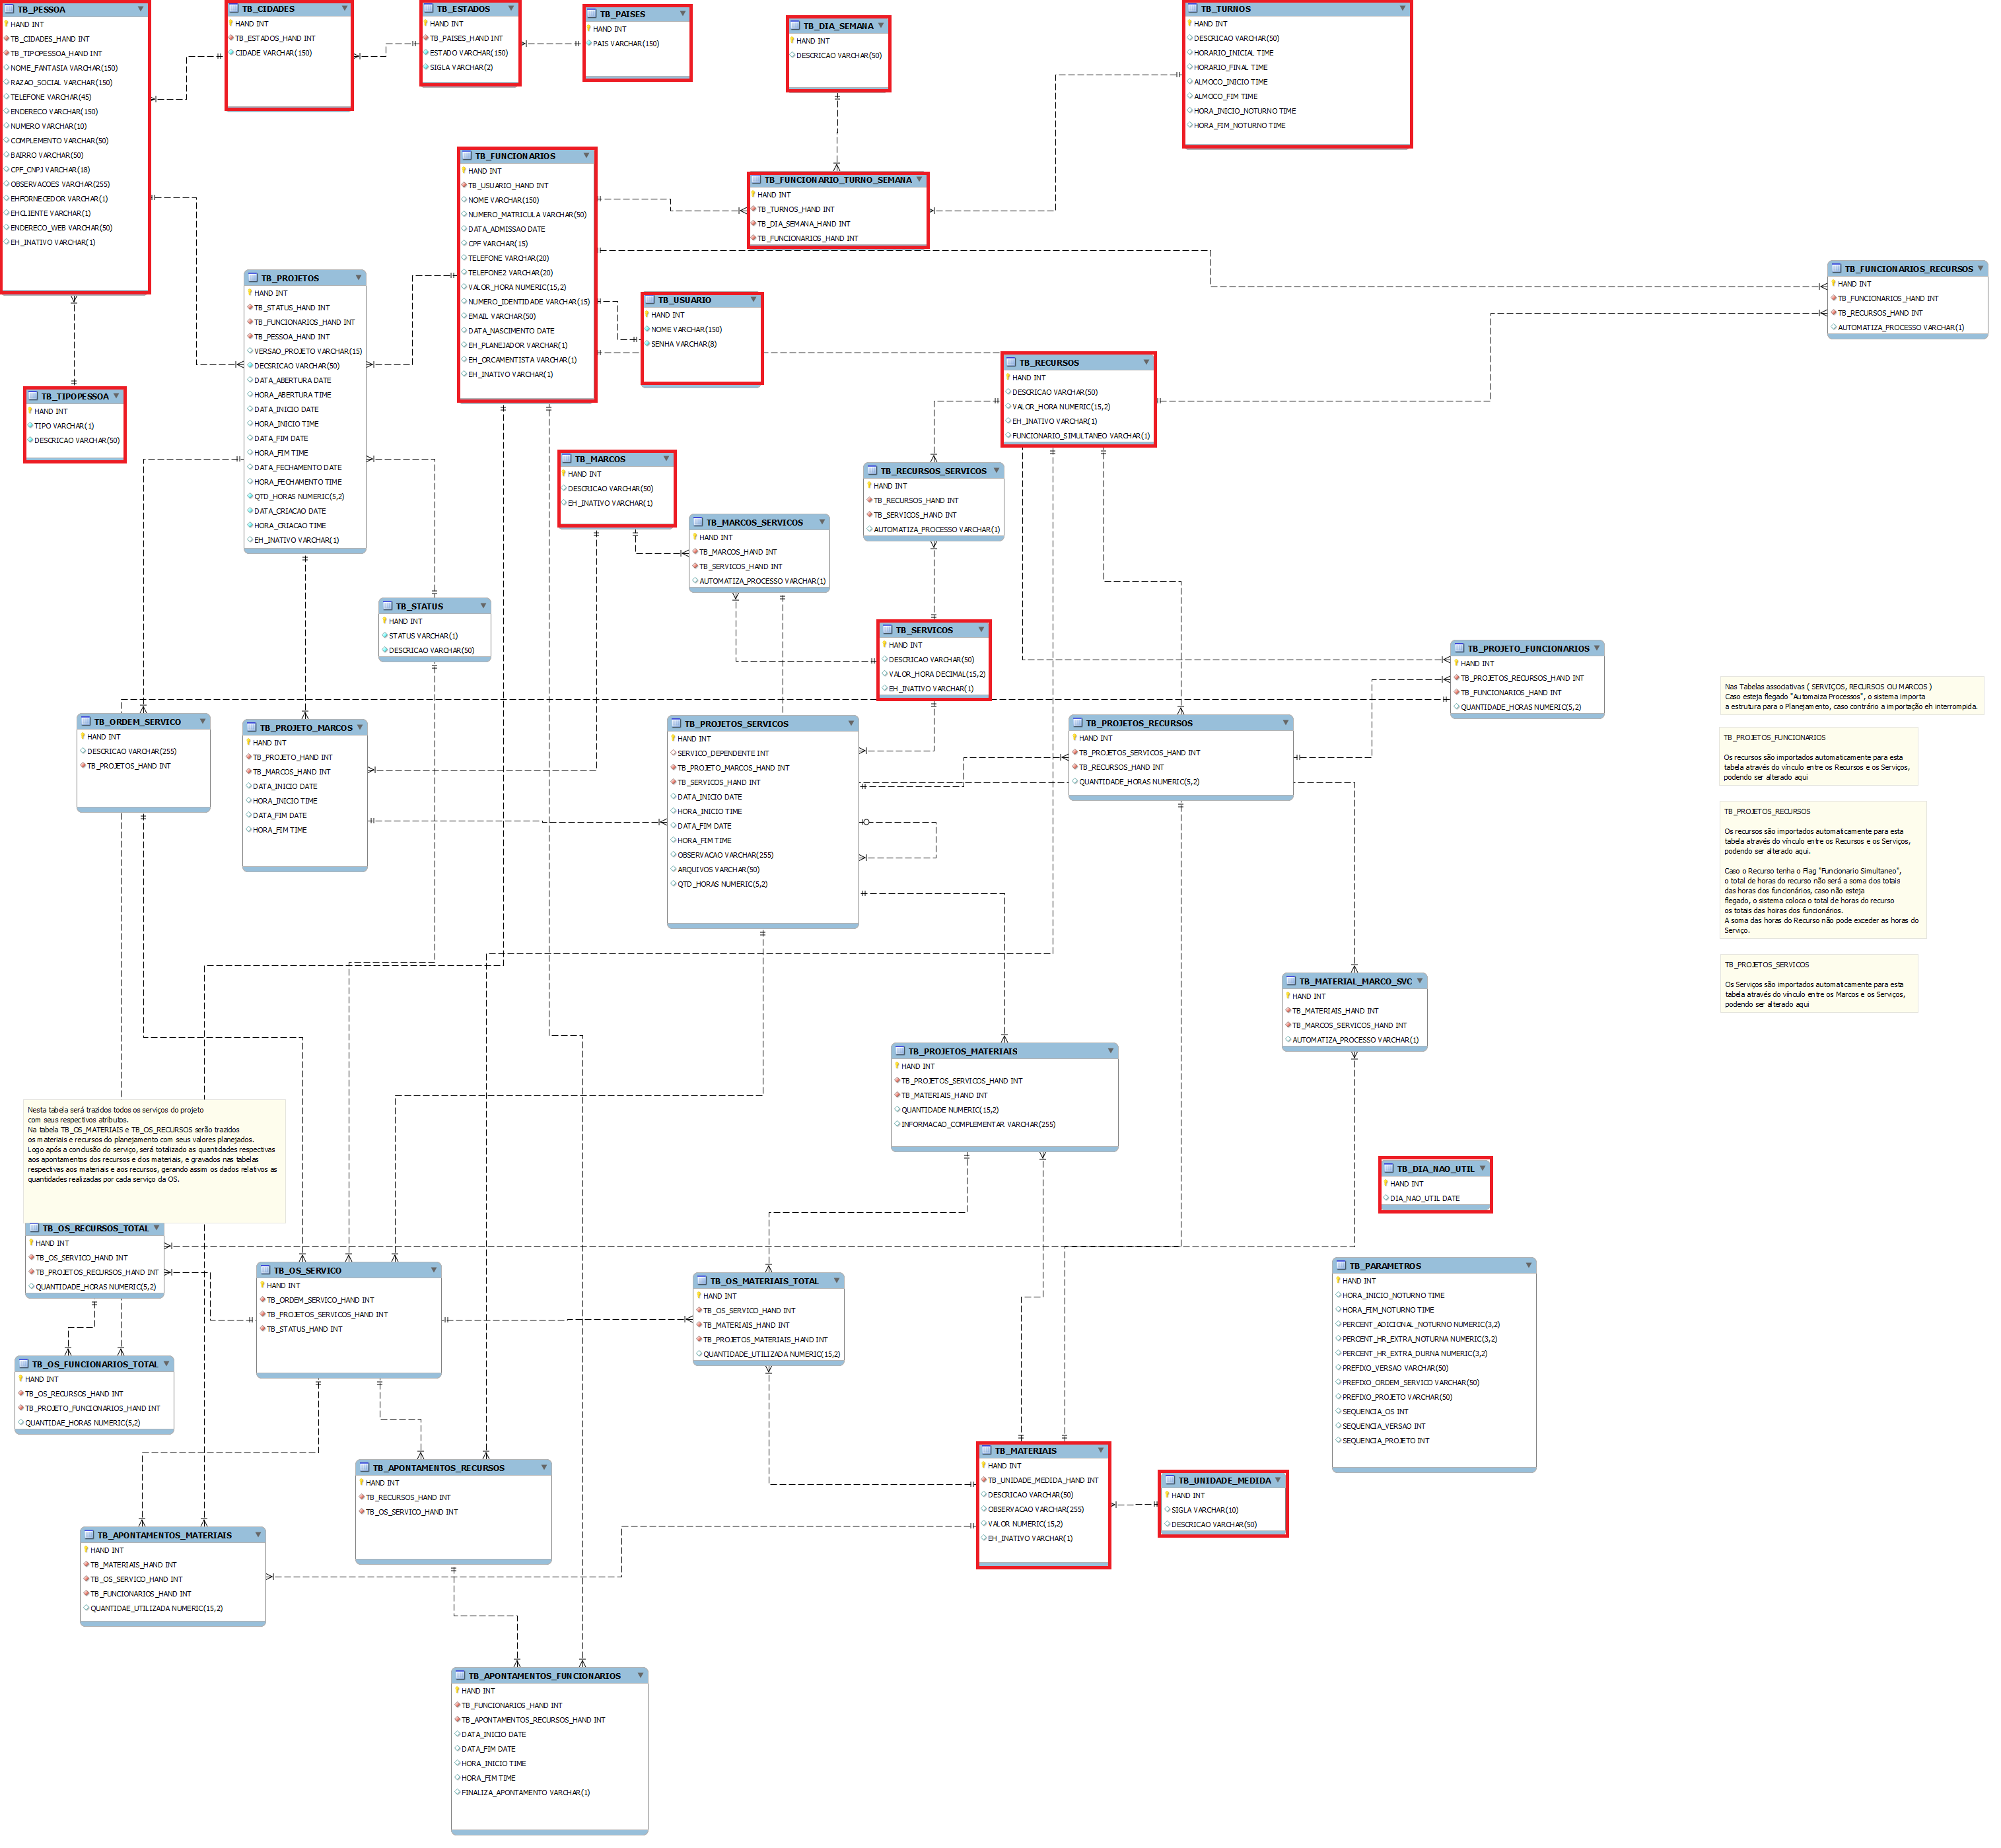 TB_PESSOA
HAND INT
TB_CIDADES_HAND INT
TB_TIPOPESSOA_HAND INT
NOME_FANTASIA VARCHAR(150)
RAZAO_SOCIAL VARCHAR(150)
TELEFONE VARCHAR(45)
ENDERECO VARCHAR(150)
NUMERO VARCHAR(10)
COMPLEMENTO VARCHAR(50)
BAIRRO VARCHAR(50)
CPF_CNPJ VARCHAR(18)
OBSERVACOES VARCHAR(255)
EHFORNECEDOR VARCHAR(1)
EHCLIENTE VARCHAR(1)
ENDERECO_WEB VARCHAR(50)
EH_INATIVO VARCHAR(1)
TB_CIDADES
HAND INT
TB_ESTADOS_HAND INT
CIDADE VARCHAR(150)
TB_ESTADOS
HAND INT
TB_PAISES_HAND INT
ESTADO VARCHAR(150)
SIGLA VARCHAR(2)
TB_PAISES
HAND INT
PAIS VARCHAR(150)
TB_DIA_SEMANA
HAND INT
DESCRICAO VARCHAR(50)
TB_TURNOS
HAND INT
DESCRICAO VARCHAR(50)
HORARIO_INICIAL TIME
HORARIO_FINAL TIME
ALMOCO_INICIO TIME
ALMOCO_FIM TIME
HORA_INICIO_NOTURNO TIME
HORA_FIM_NOTURNO TIME
TB_FUNCIONARIOS
HAND INT
TB_USUARIO_HAND INT
NOME VARCHAR(150)
NUMERO_MATRICULA VARCHAR(50)
DATA_ADMISSAO DATE
CPF VARCHAR(15)
TELEFONE VARCHAR(20)
TELEFONE2 VARCHAR(20)
VALOR_HORA NUMERIC(15,2)
NUMERO_IDENTIDADE VARCHAR(15)
EMAIL VARCHAR(50)
DATA_NASCIMENTO DATE
EH_PLANEJADOR VARCHAR(1)
EH_ORCAMENTISTA VARCHAR(1)
EH_INATIVO VARCHAR(1)
TB_FUNCIONARIO_TURNO_SEMANA
HAND INT
TB_TURNOS_HAND INT
TB_DIA_SEMANA_HAND INT
TB_FUNCIONARIOS_HAND INT
TB_FUNCIONARIOS_RECURSOS
HAND INT
TB_FUNCIONARIOS_HAND INT
TB_RECURSOS_HAND INT
AUTOMATIZA_PROCESSO VARCHAR(1)
TB_PROJETOS
HAND INT
TB_STATUS_HAND INT
TB_FUNCIONARIOS_HAND INT
TB_PESSOA_HAND INT
VERSAO_PROJETO VARCHAR(15)
DECSRICAO VARCHAR(50)
DATA_ABERTURA DATE
HORA_ABERTURA TIME
DATA_INICIO DATE
HORA_INICIO TIME
DATA_FIM DATE
HORA_FIM TIME
DATA_FECHAMENTO DATE
HORA_FECHAMENTO TIME
QTD_HORAS NUMERIC(5,2)
DATA_CRIACAO DATE
HORA_CRIACAO TIME
EH_INATIVO VARCHAR(1)
TB_USUARIO
HAND INT
NOME VARCHAR(150)
SENHA VARCHAR(8)
TB_RECURSOS
HAND INT
DESCRICAO VARCHAR(50)
VALOR_HORA NUMERIC(15,2)
EH_INATIVO VARCHAR(1)
FUNCIONARIO_SIMULTANEO VARCHAR(1)
TB_TIPOPESSOA
HAND INT
TIPO VARCHAR(1)
DESCRICAO VARCHAR(50)
TB_MARCOS
HAND INT
DESCRICAO VARCHAR(50)
EH_INATIVO VARCHAR(1)
TB_RECURSOS_SERVICOS
HAND INT
TB_RECURSOS_HAND INT
TB_SERVICOS_HAND INT
AUTOMATIZA_PROCESSO VARCHAR(1)
TB_MARCOS_SERVICOS
HAND INT
TB_MARCOS_HAND INT
TB_SERVICOS_HAND INT
AUTOMATIZA_PROCESSO VARCHAR(1)
TB_STATUS
HAND INT
STATUS VARCHAR(1)
DESCRICAO VARCHAR(50)
TB_SERVICOS
HAND INT
DESCRICAO VARCHAR(50)
VALOR_HORA DECIMAL(15,2)
EH_INATIVO VARCHAR(1)
TB_PROJETO_FUNCIONARIOS
HAND INT
TB_PROJETOS_RECURSOS_HAND INT
TB_FUNCIONARIOS_HAND INT
QUANTIDADE_HORAS NUMERIC(5,2)
Nas Tabelas associativas ( SERVIÇOS, RECURSOS OU MARCOS )
Caso esteja flegado "Automaiza Processos", o sistema importa
a estrutura para o Planejamento, caso contrário a importação eh interrompida.
TB_PROJETOS_FUNCIONARIOS
Os recursos são importados automaticamente para esta
tabela através do vínculo entre os Recursos e os Serviços,
podendo ser alterado aqui
TB_PROJETOS_RECURSOS
Os recursos são importados automaticamente para esta
tabela através do vínculo entre os Recursos e os Serviços,
podendo ser alterado aqui.
Caso o Recurso tenha o Flag "Funcionario Simultaneo",
o total de horas do recurso não será a soma dos totais
das horas dos funcionários, caso não esteja
flegado, o sistema coloca o total de horas do recurso
os totais das hoiras dos funcionários.
A soma das horas do Recurso não pode exceder as horas do
Serviço.
TB_PROJETOS_SERVICOS
Os Serviços são importados automaticamente para esta
tabela através do vínculo entre os Marcos e os Serviços,
podendo ser alterado aqui
TB_ORDEM_SERVICO
HAND INT
DESCRICAO VARCHAR(255)
TB_PROJETOS_HAND INT
TB_PROJETO_MARCOS
HAND INT
TB_PROJETO_HAND INT
TB_MARCOS_HAND INT
DATA_INICIO DATE
HORA_INICIO TIME
DATA_FIM DATE
HORA_FIM TIME
TB_PROJETOS_SERVICOS
HAND INT
SERVICO_DEPENDENTE INT
TB_PROJETO_MARCOS_HAND INT
TB_SERVICOS_HAND INT
DATA_INICIO DATE
HORA_INICIO TIME
DATA_FIM DATE
HORA_FIM TIME
OBSERVACAO VARCHAR(255)
ARQUIVOS VARCHAR(50)
QTD_HORAS NUMERIC(5,2)
TB_PROJETOS_RECURSOS
HAND INT
TB_PROJETOS_SERVICOS_HAND INT
TB_RECURSOS_HAND INT
QUANTIDADE_HORAS NUMERIC(5,2)
TB_MATERIAL_MARCO_SVC
HAND INT
TB_MATERIAIS_HAND INT
TB_MARCOS_SERVICOS_HAND INT
AUTOMATIZA_PROCESSO VARCHAR(1)
TB_PROJETOS_MATERIAIS
HAND INT
TB_PROJETOS_SERVICOS_HAND INT
TB_MATERIAIS_HAND INT
QUANTIDADE NUMERIC(15,2)
INFORMACAO_COMPLEMENTAR VARCHAR(255)
Nesta tabela será trazidos todos os serviços do projeto
com seus respectivos atributos.
Na tabela TB_OS_MATERIAIS e TB_OS_RECURSOS serão trazidos
os materiais e recursos do planejamento com seus valores planejados.
Logo após a conclusão do serviço, será totalizado as quantidades respectivas
aos apontamentos dos recursos e dos materiais, e gravados nas tabelas
respectivas aos materiais e aos recursos, gerando assim os dados relativos as
quantidades realizadas por cada serviço da OS.
TB_DIA_NAO_UTIL
HAND INT
DIA_NAO_UTIL DATE
TB_OS_RECURSOS_TOTAL
HAND INT
TB_OS_SERVICO_HAND INT
TB_PROJETOS_RECURSOS_HAND INT
QUANTIDADE_HORAS NUMERIC(5,2)
TB_OS_SERVICO
HAND INT
TB_ORDEM_SERVICO_HAND INT
TB_PROJETOS_SERVICOS_HAND INT
TB_STATUS_HAND INT
TB_OS_MATERIAIS_TOTAL
HAND INT
TB_OS_SERVICO_HAND INT
TB_MATERIAIS_HAND INT
TB_PROJETOS_MATERIAIS_HAND INT
QUANTIDADE_UTILIZADA NUMERIC(15,2)
TB_PARAMETROS
HAND INT
HORA_INICIO_NOTURNO TIME
HORA_FIM_NOTURNO TIME
PERCENT_ADICIONAL_NOTURNO NUMERIC(3,2)
PERCENT_HR_EXTRA_NOTURNA NUMERIC(3,2)
PERCENT_HR_EXTRA_DURNA NUMERIC(3,2)
PREFIXO_VERSAO VARCHAR(50)
PREFIXO_ORDEM_SERVICO VARCHAR(50)
PREFIXO_PROJETO VARCHAR(50)
SEQUENCIA_OS INT
SEQUENCIA_VERSAO INT
SEQUENCIA_PROJETO INT
TB_OS_FUNCIONARIOS_TOTAL
HAND INT
TB_OS_RECURSOS_HAND INT
TB_PROJETO_FUNCIONARIOS_HAND INT
QUANTIDAE_HORAS NUMERIC(5,2)
TB_APONTAMENTOS_RECURSOS
HAND INT
TB_RECURSOS_HAND INT
TB_OS_SERVICO_HAND INT
TB_MATERIAIS
HAND INT
TB_UNIDADE_MEDIDA_HAND INT
DESCRICAO VARCHAR(50)
OBSERVACAO VARCHAR(255)
VALOR NUMERIC(15,2)
EH_INATIVO VARCHAR(1)
TB_UNIDADE_MEDIDA
HAND INT
SIGLA VARCHAR(10)
DESCRICAO VARCHAR(50)
TB_APONTAMENTOS_MATERIAIS
HAND INT
TB_MATERIAIS_HAND INT
TB_OS_SERVICO_HAND INT
TB_FUNCIONARIOS_HAND INT
QUANTIDAE_UTILIZADA NUMERIC(15,2)
TB_APONTAMENTOS_FUNCIONARIOS
HAND INT
TB_FUNCIONARIOS_HAND INT
TB_APONTAMENTOS_RECURSOS_HAND INT
DATA_INICIO DATE
DATA_FIM DATE
HORA_INICIO TIME
HORA_FIM TIME
FINALIZA_APONTAMENTO VARCHAR(1)